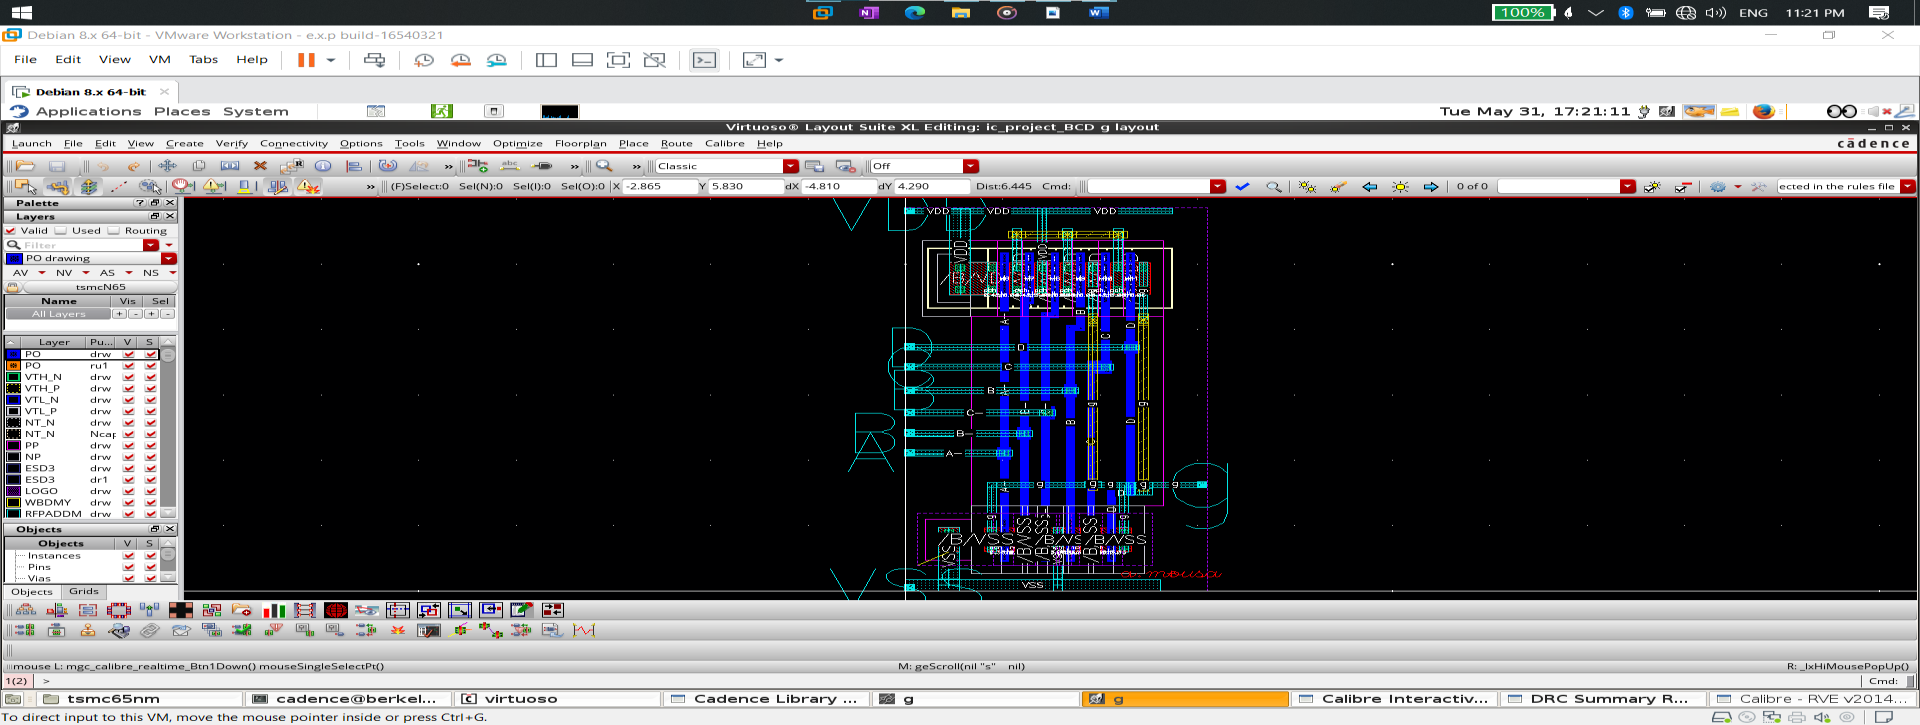 100% ENG 11:21 PM
Debian 8.x 64-bit - VMware Workstation - e.x.p build-16540321
File Edit View VM Tabs Help
Debian 8.x 64-bit
Applications Places System Tue May 31, 17:21:11
Virtuoso® Layout Suite XL Editing: ic_project_BCD g layout
Launch File Edit View Create Verify Connectivity Options Tools Window Optimize Floorplan Place Route Calibre Help cādence
Classic Off
(F)Select:0 Sel(N):0 Sel(I):0 Sel(O):0 X -2.865 Y 5.830 dX -4.810 dY 4.290 Dist:6.445 Cmd: 0 of 0 ected in the rules file
Palette
Layers
Valid Used Routing
Filter
PO drawing
AV NV AS NS
tsmcN65
Name Vis Sel
All Layers + - + -
Layer Pu... V S
PO drw
PO ru1
VTH_N drw
VTH_P drw
VTL_N drw
VTL_P drw
NT_N drw
NT_N Ncap
PP drw
NP drw
ESD3 drw
ESD3 dr1
LOGO drw
WBDMY drw
RFPADDM drw
Objects
Objects V S
Instances
Pins
Vias
Objects Grids
VDD VDD VDD
VDD
D
C
B
C
B
A
g g g g g
VSS
mouse L: mgc_calibre_realtime_Btn1Down() mouseSingleSelectPt() M: geScroll(nil "s" nil) R: _lxHiMousePopUp()
1(2) > Cmd:
tsmc65nm cadence@berkel... virtuoso Cadence Library ... g g Calibre Interactiv... DRC Summary R... Calibre - RVE v2014...
To direct input to this VM, move the mouse pointer inside or press Ctrl+G.